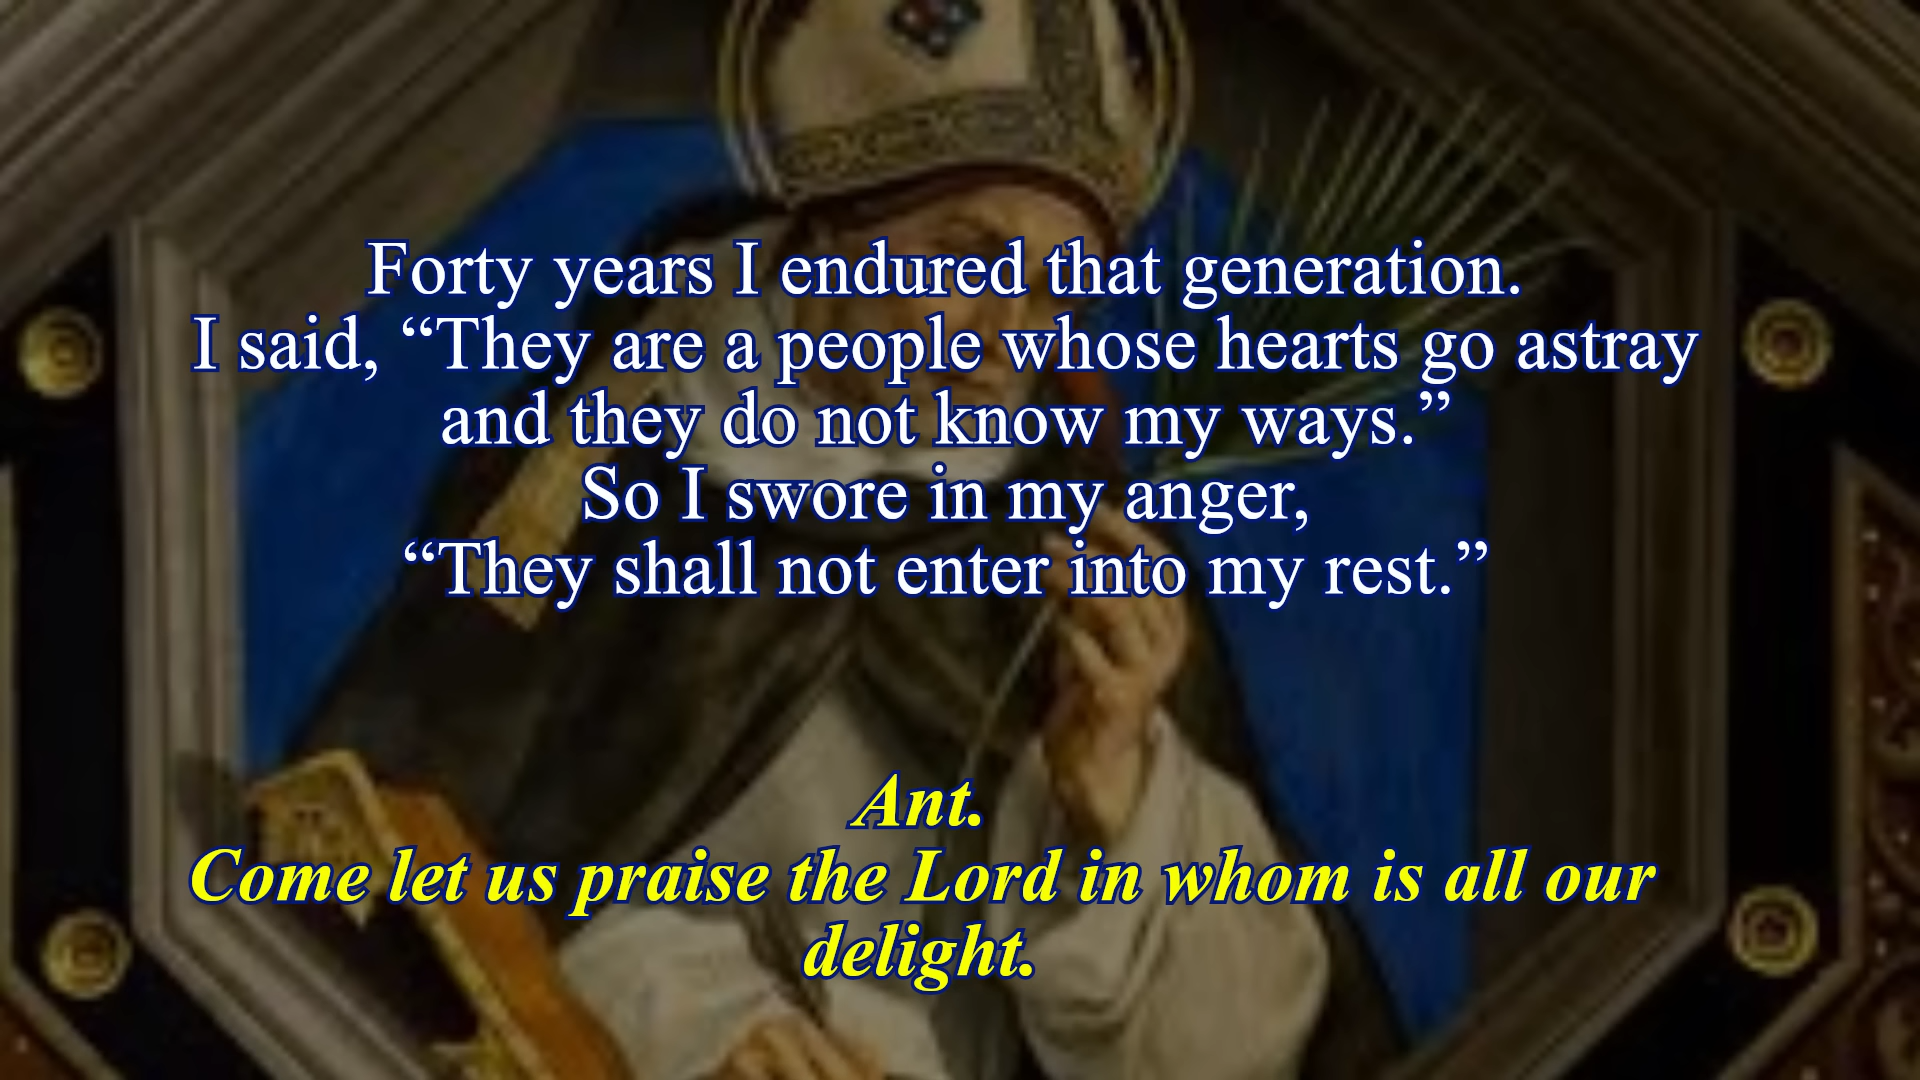 Forty years I endured that generation.
I said, “They are a people whose hearts go astray
and they do not know my ways.”
So I swore in my anger,
“They shall not enter into my rest.”
Ant.
Come let us praise the Lord in whom is all our
delight.